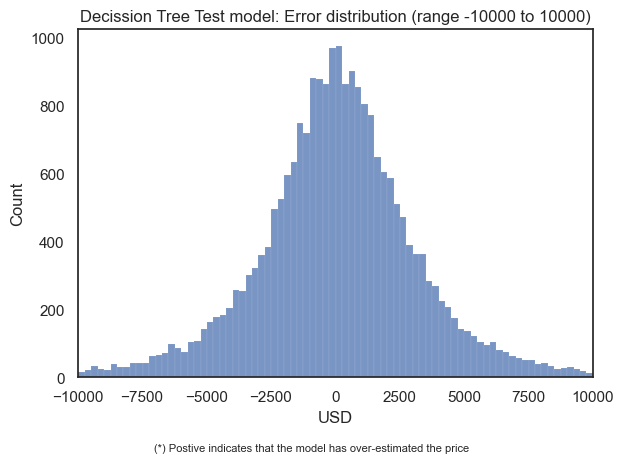 Decission Tree Test model: Error distribution (range -10000 to 10000)
1000
800
600
400
200
0
Count
−10000 −7500 −5000 −2500 0 2500 5000 7500 10000
USD
(*) Postive indicates that the model has over-estimated the price